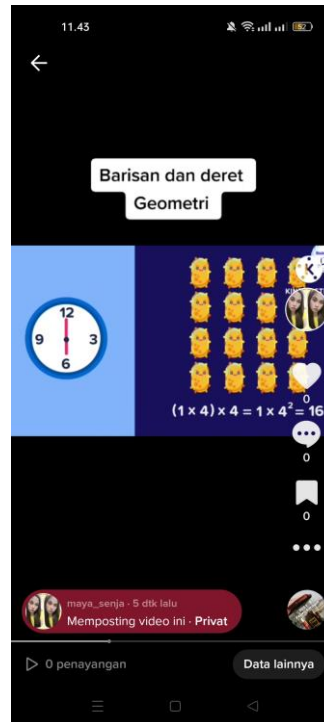 11.43
52
Barisan dan deret
Geometri
12
9
3
6
(1 x 4) x 4 = 1 x 4² = 16
0
0
0
maya_senja · 5 dtk lalu
Memposting video ini · Privat
0 penayangan
Data lainnya